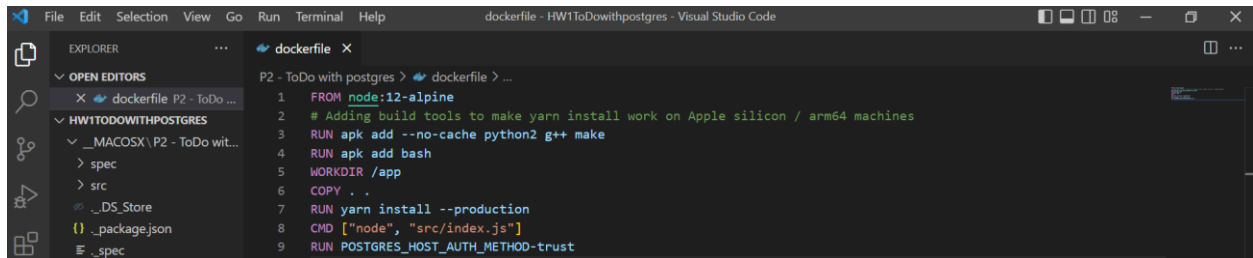 File Edit Selection View Go Run Terminal Help dockerfile - HW1ToDowithpostgres - Visual Studio Code
EXPLORER ... dockerfile X
OPEN EDITORS P2 - ToDo with postgres > dockerfile > ...
X dockerfile P2 - ToDo ... 1 FROM node:12-alpine
HW1TODOWITHPOSTGRES 2 # Adding build tools to make yarn install work on Apple silicon / arm64 machines
__MACOSX \ P2 - ToDo wit... 3 RUN apk add --no-cache python2 g++ make
> spec 4 RUN apk add bash
> src 5 WORKDIR /app
._.DS_Store 6 COPY . .
{} ._package.json 7 RUN yarn install --production
._spec 8 CMD ["node", "src/index.js"]
9 RUN POSTGRES_HOST_AUTH_METHOD-trust